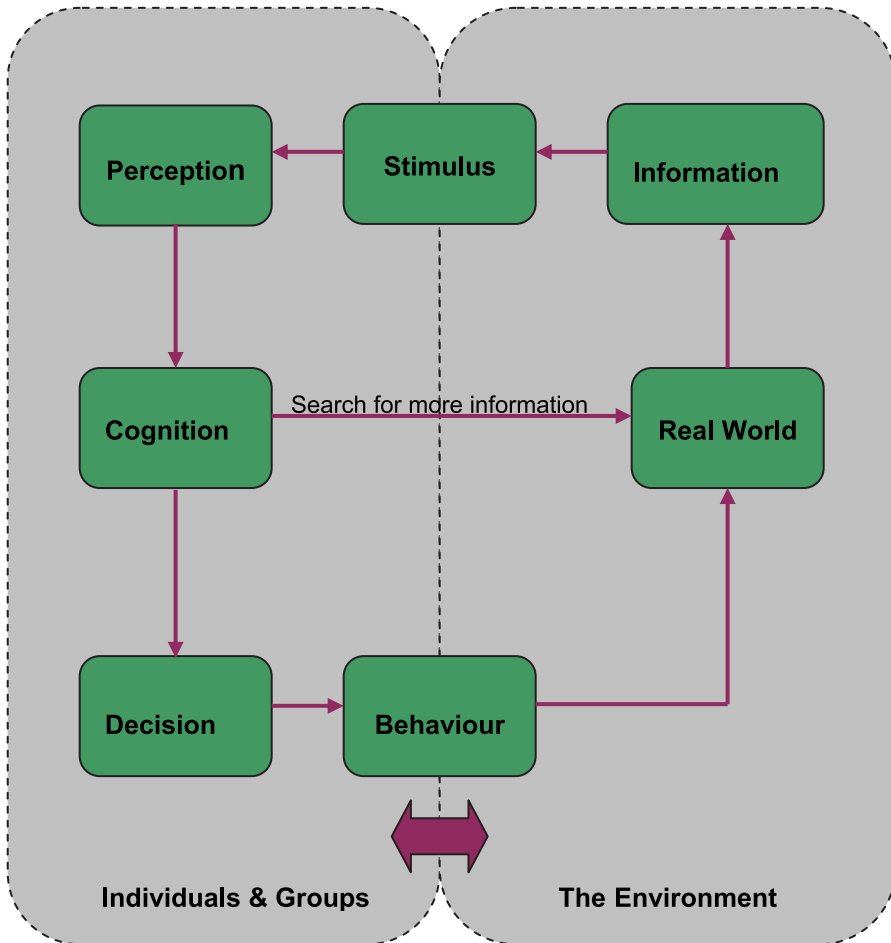 Perception
Stimulus
Information
Search for more information
Cognition
Real World
Decision
Behaviour
Individuals & Groups
The Environment